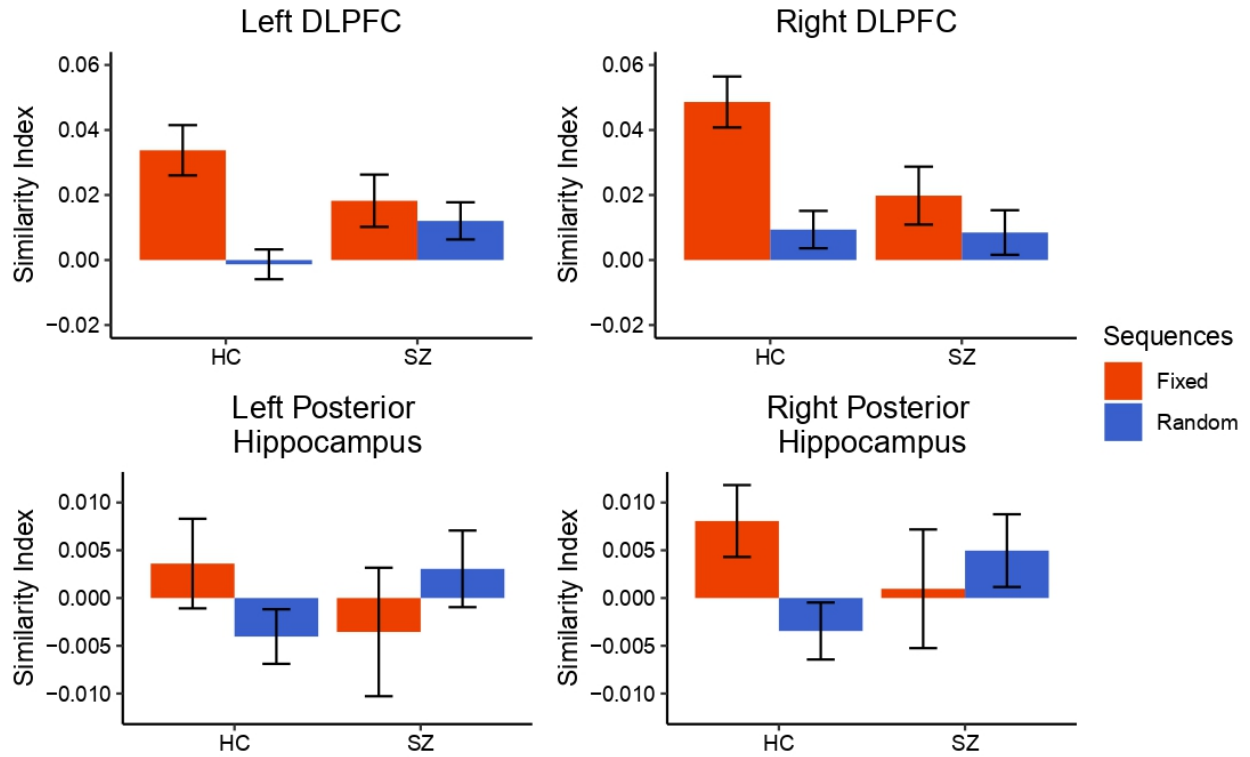 Left DLPFC
Similarity Index
0.06
0.04
0.02
0.00
−0.02
HC SZ
Right DLPFC
Similarity Index
0.06
0.04
0.02
0.00
−0.02
HC SZ
Sequences
Fixed
Random
Left Posterior
Hippocampus
Similarity Index
0.010
0.005
0.000
−0.005
−0.010
HC SZ
Right Posterior
Hippocampus
Similarity Index
0.010
0.005
0.000
−0.005
−0.010
HC SZ